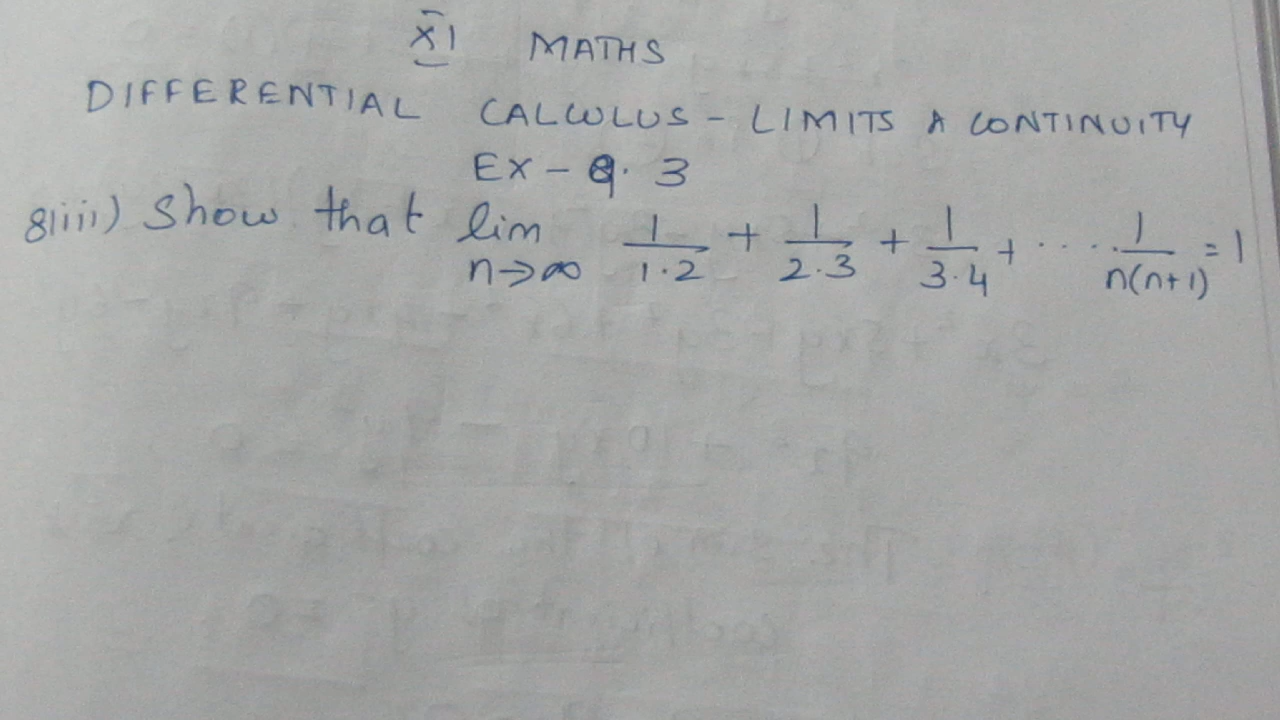 XI MATHS
DIFFERENTIAL CALCULUS - LIMITS & CONTINUITY
EX - 9.3
8)iii) Show that lim n→∞ 1/1·2 + 1/2·3 + 1/3·4 + ..... 1/n(n+1) = 1